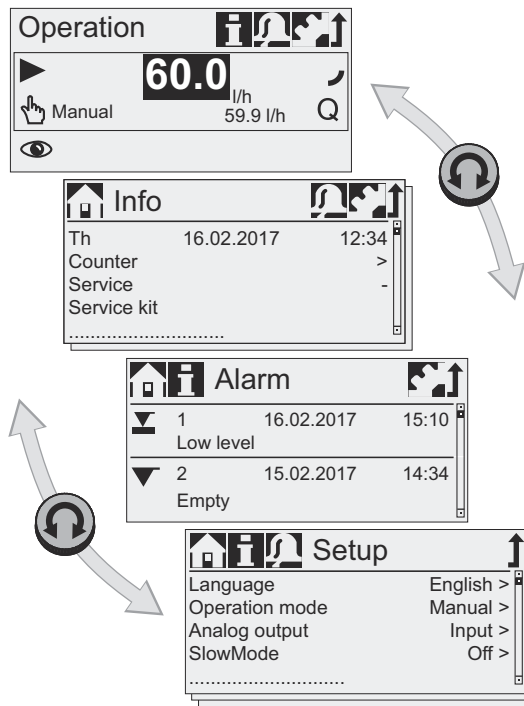 Operation
60.0 l/h
Manual 59.9 l/h Q
Info
Th 16.02.2017 12:34
Counter >
Service -
Service kit
............................
Alarm
1 16.02.2017 15:10
Low level
2 15.02.2017 14:34
Empty
Setup
Language English >
Operation mode Manual >
Analog output Input >
SlowMode Off >
............................